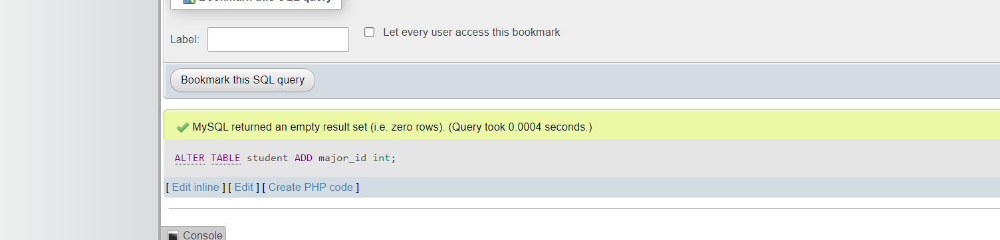 Bookmark this SQL query
Label:
Let every user access this bookmark
Bookmark this SQL query
MySQL returned an empty result set (i.e. zero rows). (Query took 0.0004 seconds.)
ALTER TABLE student ADD major_id int;
[ Edit inline ] [ Edit ] [ Create PHP code ]
Console